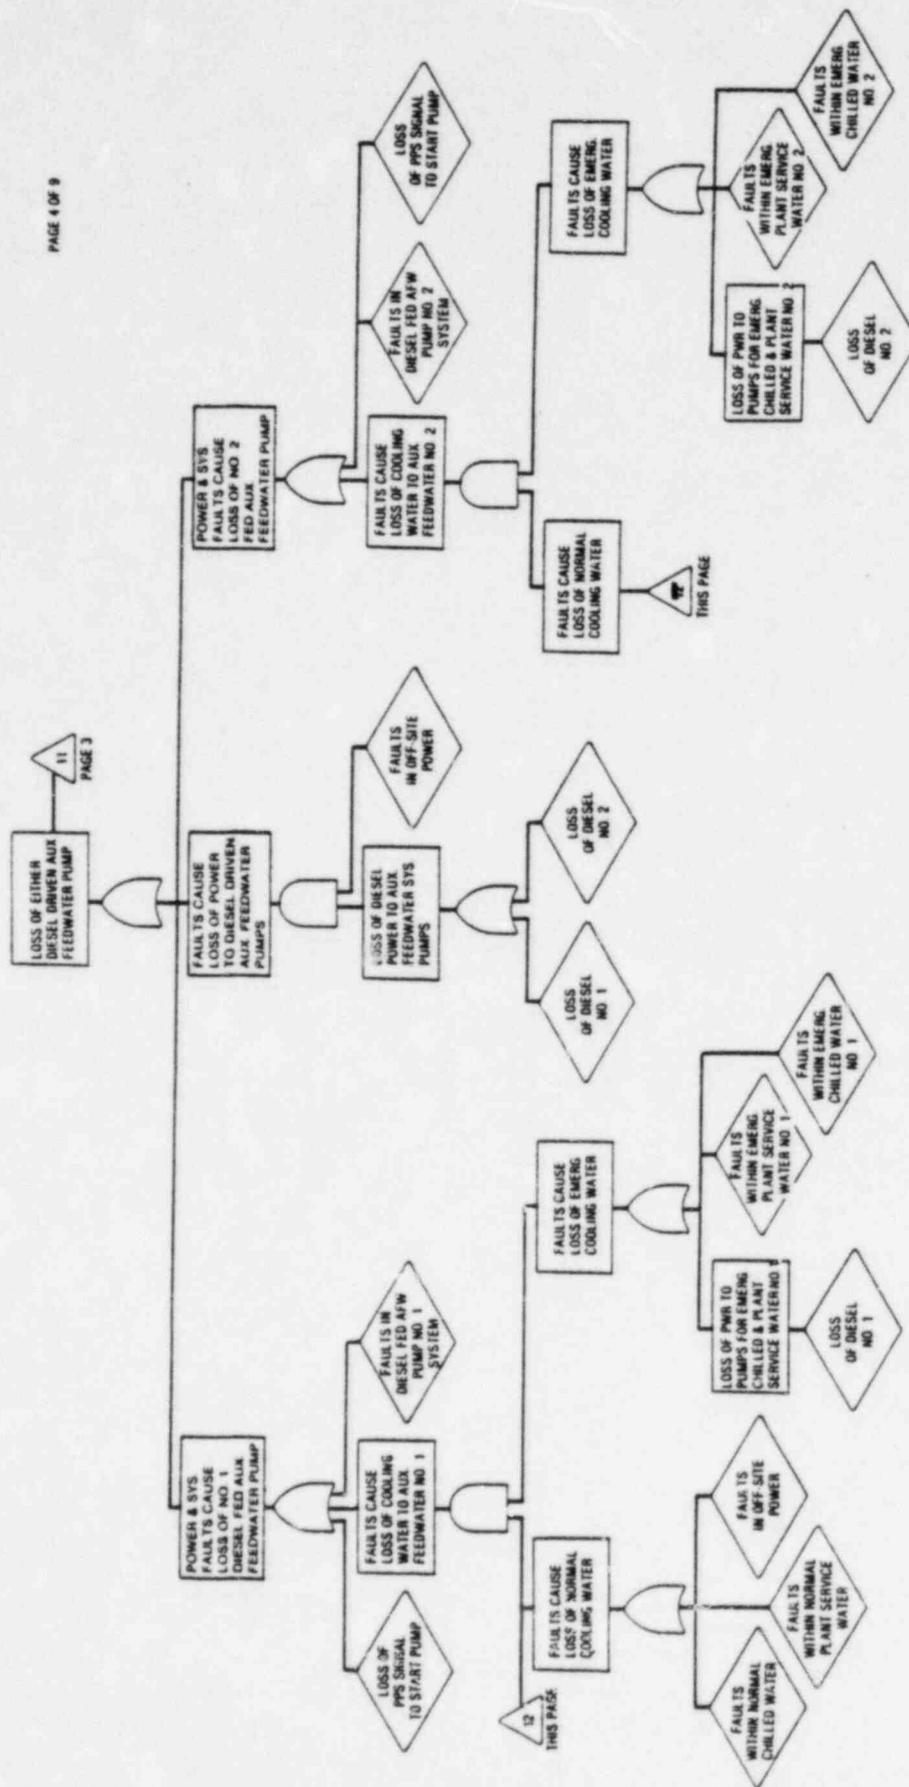 PAGE 4 OF 9
LOSS OF EITHER
DIESEL DRIVEN AUX
FEEDWATER PUMP
11
PAGE 3
POWER & SYS
FAULTS CAUSE
LOSS OF NO 1
DIESEL FED AUX
FEEDWATER PUMP
FAULTS CAUSE
LOSS OF POWER
TO DIESEL DRIVEN
AUX FEEDWATER
PUMPS
POWER & SYS
FAULTS CAUSE
LOSS OF NO 2
FED AUX
FEEDWATER PUMP
LOSS OF
PPS SIGNAL
TO START PUMP
FAULTS CAUSE
LOSS OF COOLING
WATER TO AUX
FEEDWATER NO 1
FAULTS IN
DIESEL FED AFW
PUMP NO 1
SYSTEM
LOSS OF DIESEL
POWER TO AUX
FEEDWATER SYS
PUMPS
FAULTS
IN OFF-SITE
POWER
FAULTS CAUSE
LOSS OF COOLING
WATER TO AUX
FEEDWATER NO 2
FAULTS IN
DIESEL FED AFW
PUMP NO 2
SYSTEM
LOSS
OF PPS SIGNAL
TO START PUMP
12
THIS PAGE
FAULTS CAUSE
LOSS OF NORMAL
COOLING WATER
FAULTS CAUSE
LOSS OF EMERG
COOLING WATER
LOSS
OF DIESEL
NO 1
LOSS
OF DIESEL
NO 2
FAULTS CAUSE
LOSS OF NORMAL
COOLING WATER
THIS PAGE
FAULTS CAUSE
LOSS OF EMERG.
COOLING WATER
FAULTS
WITHIN NORMAL
CHILLED WATER
FAULTS
WITHIN NORMAL
PLANT SERVICE
WATER
FAULTS
IN OFF-SITE
POWER
LOSS OF PWR TO
PUMPS FOR EMERG
CHILLED & PLANT
SERVICE WATER NO 1
FAULTS
WITHIN EMERG
PLANT SERVICE
WATER NO. 1
FAULTS
WITHIN EMERG
CHILLED WATER
NO 1
LOSS
OF DIESEL
NO 1
LOSS OF PWR TO
PUMPS FOR EMERG
CHILLED & PLANT
SERVICE WATER NO 2
FAULTS
WITHIN EMERG
PLANT SERVICE
WATER NO. 2
FAULTS
WITHIN EMERG
CHILLED WATER
NO 2
LOSS
OF DIESEL
NO. 2